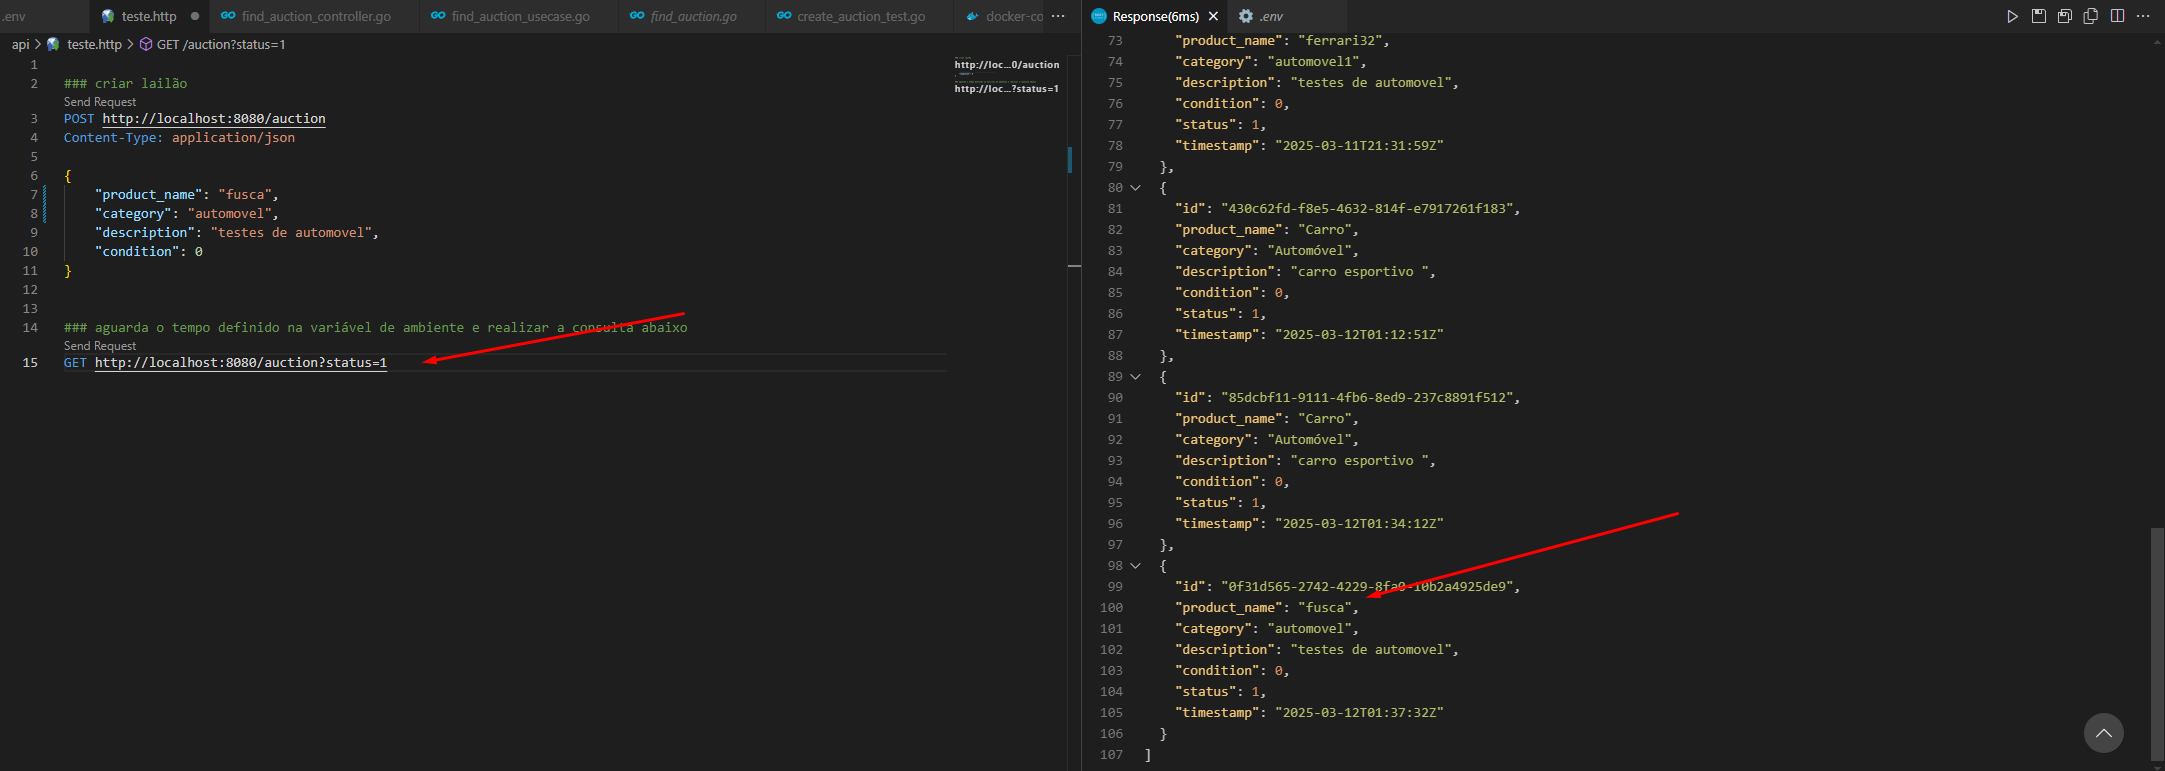 .env
teste.http
find_auction_controller.go
find_auction_usecase.go
find_auction.go
create_auction_test.go
docker-co
api > teste.http > GET /auction?status=1
1
2 ### criar lailão
Send Request
3 POST http://localhost:8080/auction
4 Content-Type: application/json
5
6 {
7 "product_name": "fusca",
8 "category": "automovel",
9 "description": "testes de automovel",
10 "condition": 0
11 }
12
13
14 ### aguarda o tempo definido na variável de ambiente e realizar a consulta abaixo
Send Request
15 GET http://localhost:8080/auction?status=1
http://loc...0/auction
http://loc...?status=1
Response(6ms)
.env
73 "product_name": "ferrari32",
74 "category": "automovel1",
75 "description": "testes de automovel",
76 "condition": 0,
77 "status": 1,
78 "timestamp": "2025-03-11T21:31:59Z"
79 },
80 {
81 "id": "430c62fd-f8e5-4632-814f-e7917261f183",
82 "product_name": "Carro",
83 "category": "Automóvel",
84 "description": "carro esportivo ",
85 "condition": 0,
86 "status": 1,
87 "timestamp": "2025-03-12T01:12:51Z"
88 },
89 {
90 "id": "85dcbf11-9111-4fb6-8ed9-237c8891f512",
91 "product_name": "Carro",
92 "category": "Automóvel",
93 "description": "carro esportivo ",
94 "condition": 0,
95 "status": 1,
96 "timestamp": "2025-03-12T01:34:12Z"
97 },
98 {
99 "id": "0f31d565-2742-4229-8fa0-10b2a4925de9",
100 "product_name": "fusca",
101 "category": "automovel",
102 "description": "testes de automovel",
103 "condition": 0,
104 "status": 1,
105 "timestamp": "2025-03-12T01:37:32Z"
106 }
107 ]